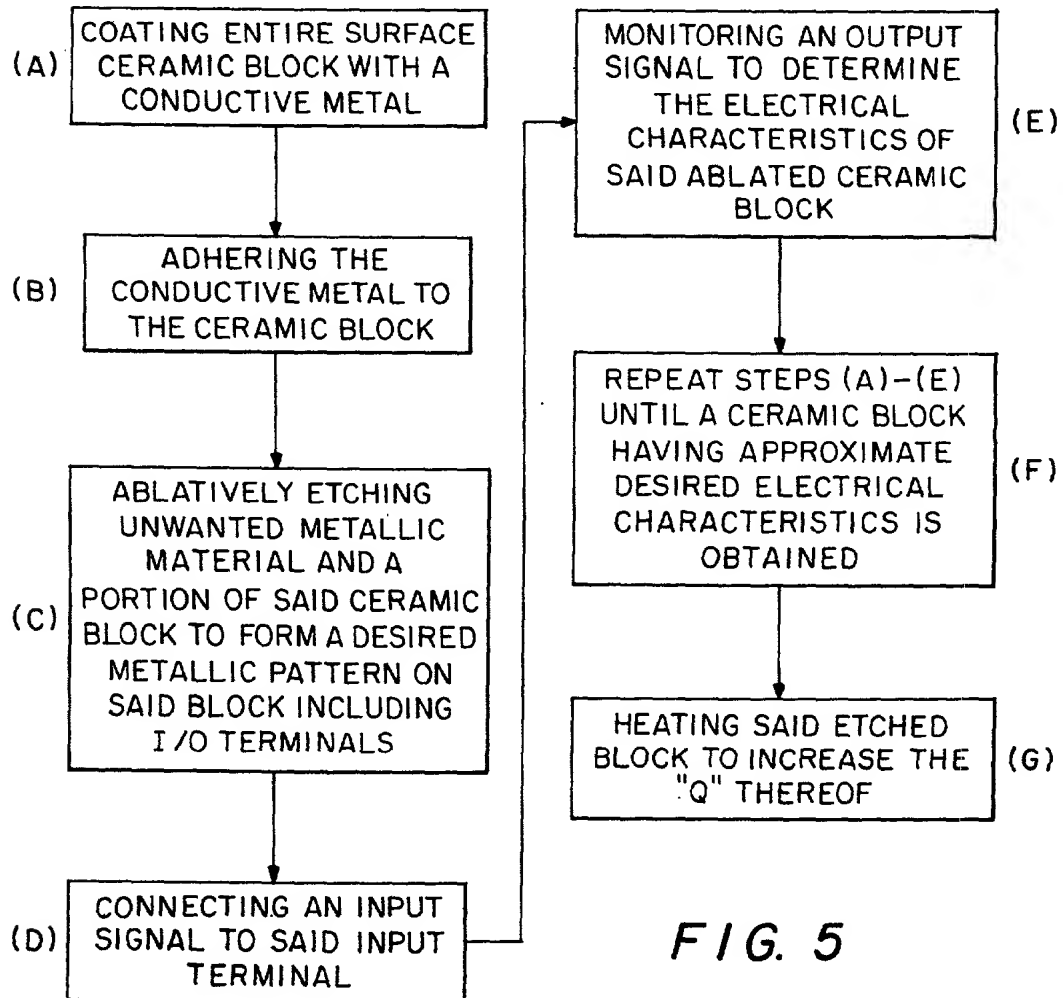 (A)
COATING ENTIRE SURFACE
CERAMIC BLOCK WITH A
CONDUCTIVE METAL
(B)
ADHERING THE
CONDUCTIVE METAL TO
THE CERAMIC BLOCK.
(C)
ABLATIVELY ETCHING
UNWANTED METALLIC
MATERIAL AND A
PORTION OF SAID CERAMIC
BLOCK TO FORM A DESIRED
METALLIC PATTERN ON
SAID BLOCK INCLUDING
I/O TERMINALS
(D)
CONNECTING AN INPUT
SIGNAL TO SAID INPUT
TERMINAL
MONITORING AN OUTPUT
SIGNAL TO DETERMINE
THE ELECTRICAL
CHARACTERISTICS OF
SAID ABLATED CERAMIC
BLOCK
(E)
REPEAT STEPS (A)-(E)
UNTIL A CERAMIC BLOCK
HAVING APPROXIMATE
DESIRED ELECTRICAL
CHARACTERISTICS IS
OBTAINED
(F)
HEATING SAID ETCHED
BLOCK TO INCREASE THE
"Q" THEREOF
(G)
FIG. 5